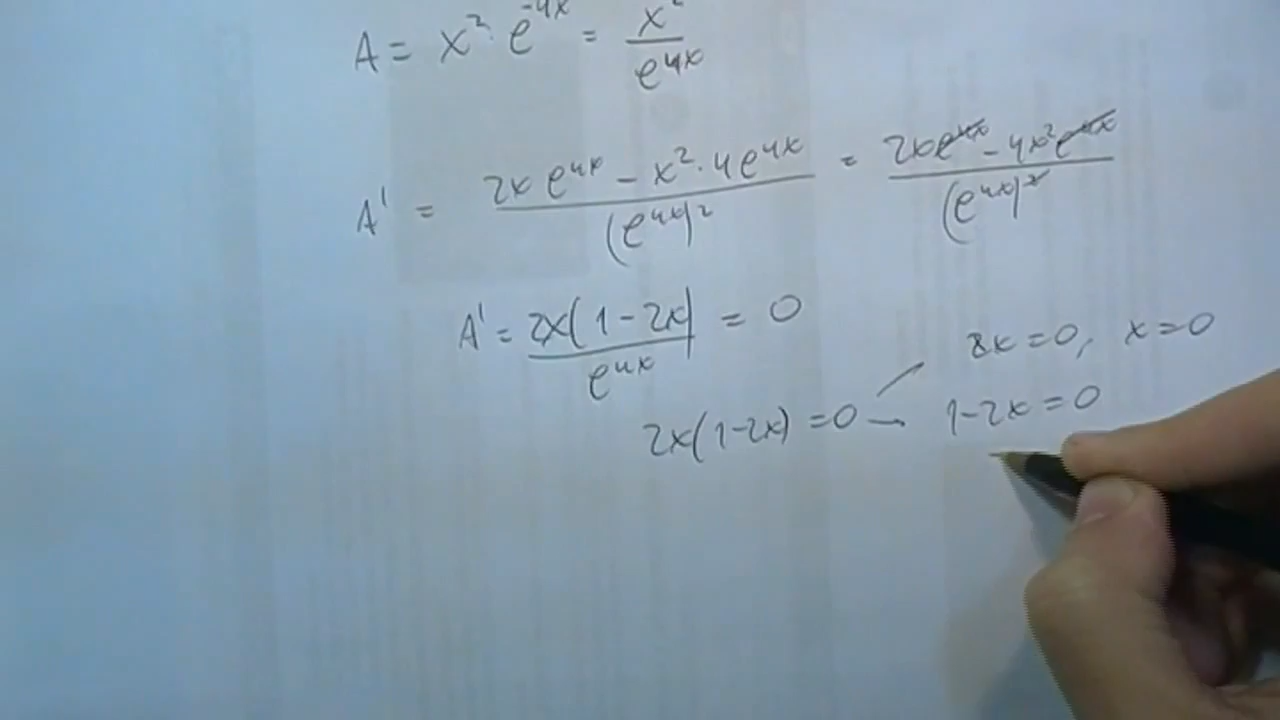 A = x²·e^-4x = x²/e^4x
A' = (2x e^4x - x²·4e^4x)/(e^4x)² = (2xe^4x - 4x²e^4x)/(e^4x)²
A' = 2x(1-2x)/e^4x = 0
2x=0, x=0
2x(1-2x)=0 1-2x=0